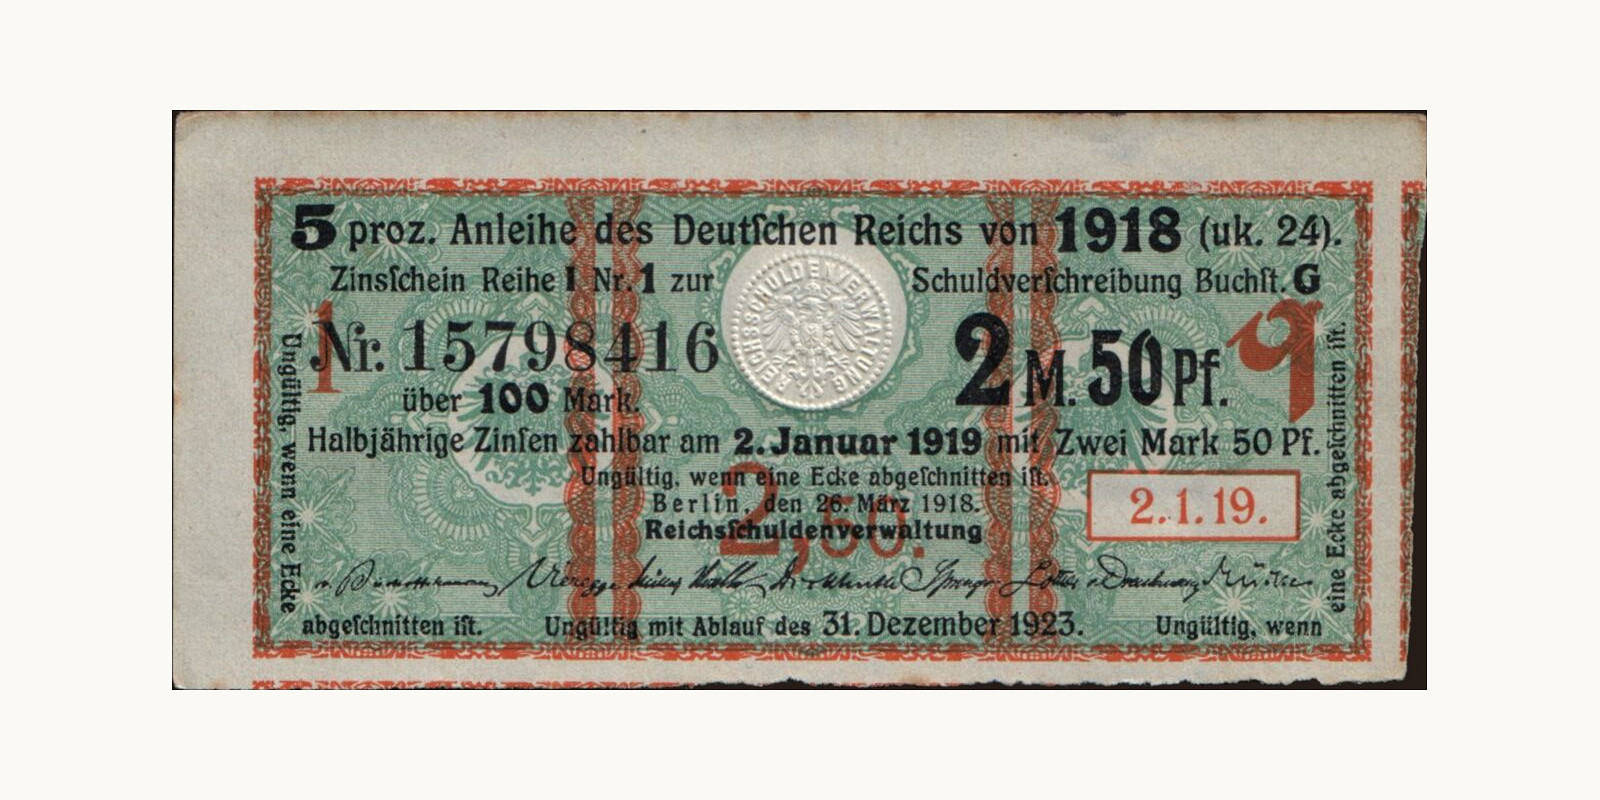 5 proz. Anleihe des Deutſchen Reichs von 1918 (uk. 24).
Zinsſchein Reihe I Nr. 1 zur Schuldverſchreibung Buchſt. G
REICHSSCHULDENVERWALTUNG
1
Nr. 15798416
2 M. 50 Pf.
über 100 Mark.
Halbjährige Zinſen zahlbar am 2. Januar 1919 mit Zwei Mark 50 Pf.
Ungültig, wenn eine Ecke abgeſchnitten iſt.
2.1.19.
Berlin, den 26. März 1918.
2,50.
Reichsſchuldenverwaltung
abgeſchnitten iſt. Ungültig mit Ablauf des 31. Dezember 1923. Ungültig, wenn
Ungültig, wenn eine Ecke
eine Ecke abgeſchnitten iſt.